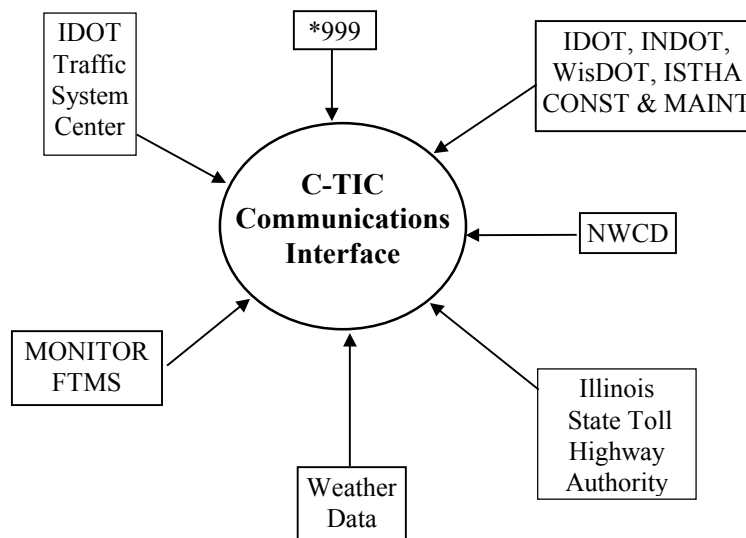 IDOT
Traffic
System
Center
*999
IDOT, INDOT,
WisDOT, ISTHA
CONST & MAINT
C-TIC
Communications
Interface
NWCD
MONITOR
FTMS
Weather
Data
Illinois
State Toll
Highway
Authority